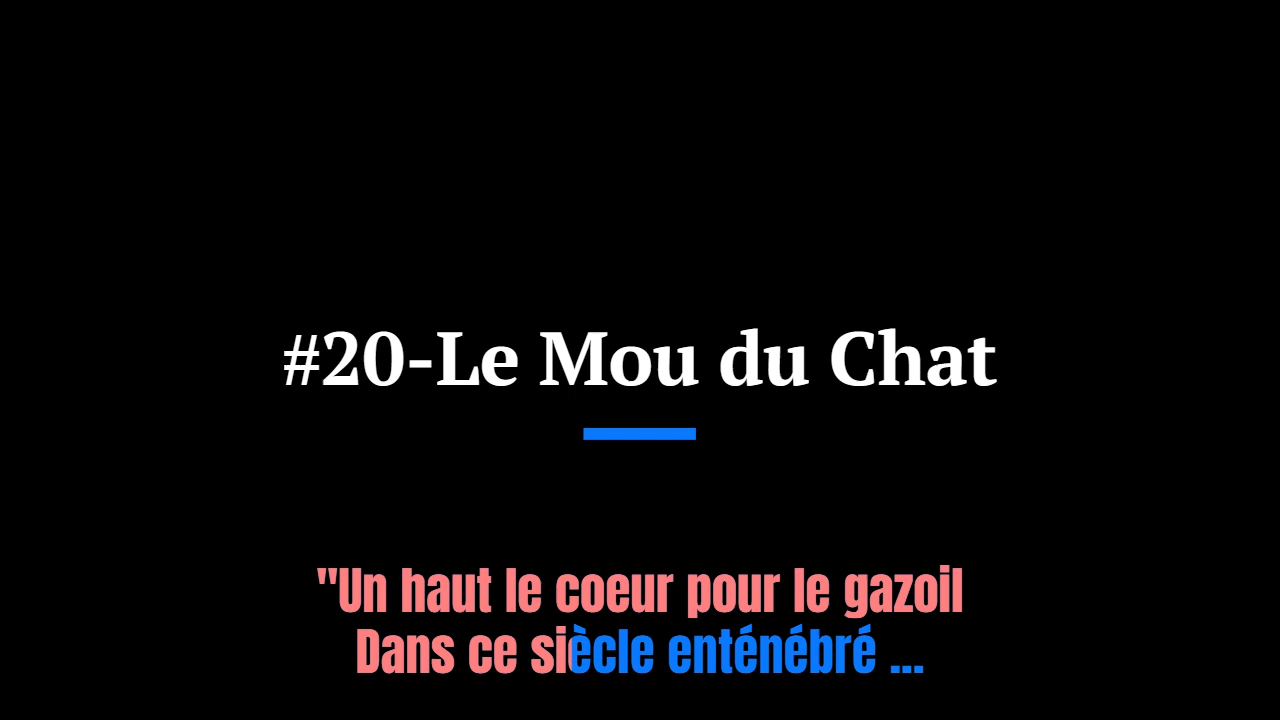 #20-Le Mou du Chat
"Un haut le coeur pour le gazoil
Dans ce siècle enténébré ...